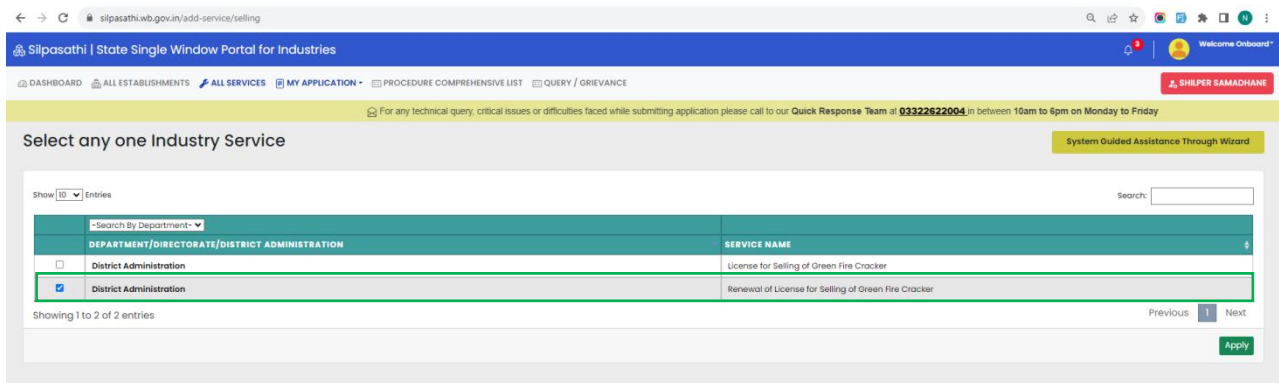 silpasathi.wb.gov.in/add-service/selling
N
Silpasathi | State Single Window Portal for Industries
3
Welcome Onboard
DASHBOARD ALL ESTABLISHMENTS ALL SERVICES MY APPLICATION PROCEDURE COMPREHENSIVE LIST QUERY / GRIEVANCE SHILPER SAMADHANE
For any technical query, critical issues or difficulties faced while submitting application please call to our Quick Response Team at 03322622004 in between 10am to 6pm on Monday to Friday
Select any one Industry Service
System Guided Assistance Through Wizard
Show 10 Entries Search:
-Search By Department-
DEPARTMENT/DIRECTORATE/DISTRICT ADMINISTRATION SERVICE NAME
District Administration License for Selling of Green Fire Cracker
District Administration Renewal of License for Selling of Green Fire Cracker
Showing 1 to 2 of 2 entries Previous 1 Next
Apply